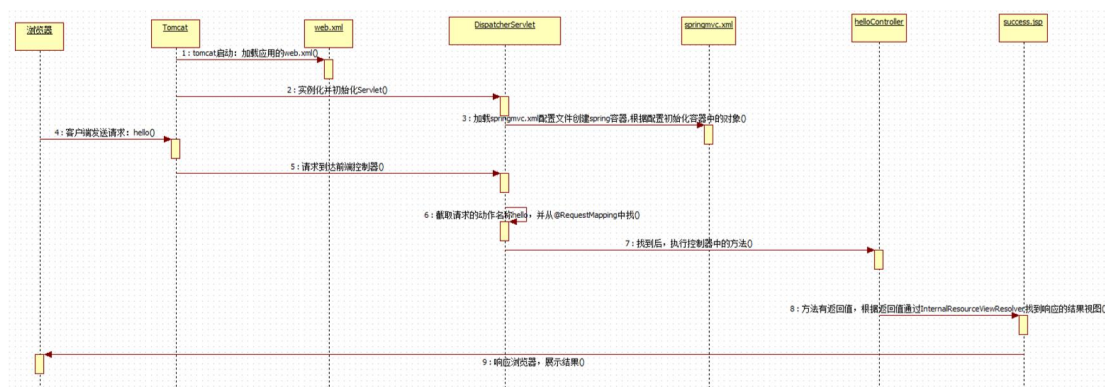 浏览器
Tomcat
web.xml
DispatcherServlet
springmvc.xml
helloController
success.jsp
1 : tomcat启动：加载应用的web.xml()
2 : 实例化并初始化Servlet()
3 : 加载springmvc.xml配置文件创建spring容器,根据配置初始化容器中的对象()
4 : 客户端发送请求：hello()
5 : 请求到达前端控制器()
6 : 截取请求的动作名称hello，并从@RequestMapping中找()
7 : 找到后，执行控制器中的方法()
8 : 方法有返回值，根据返回值通过InternalResourceViewResolver找到响应的结果视图()
9 : 响应浏览器，展示结果()